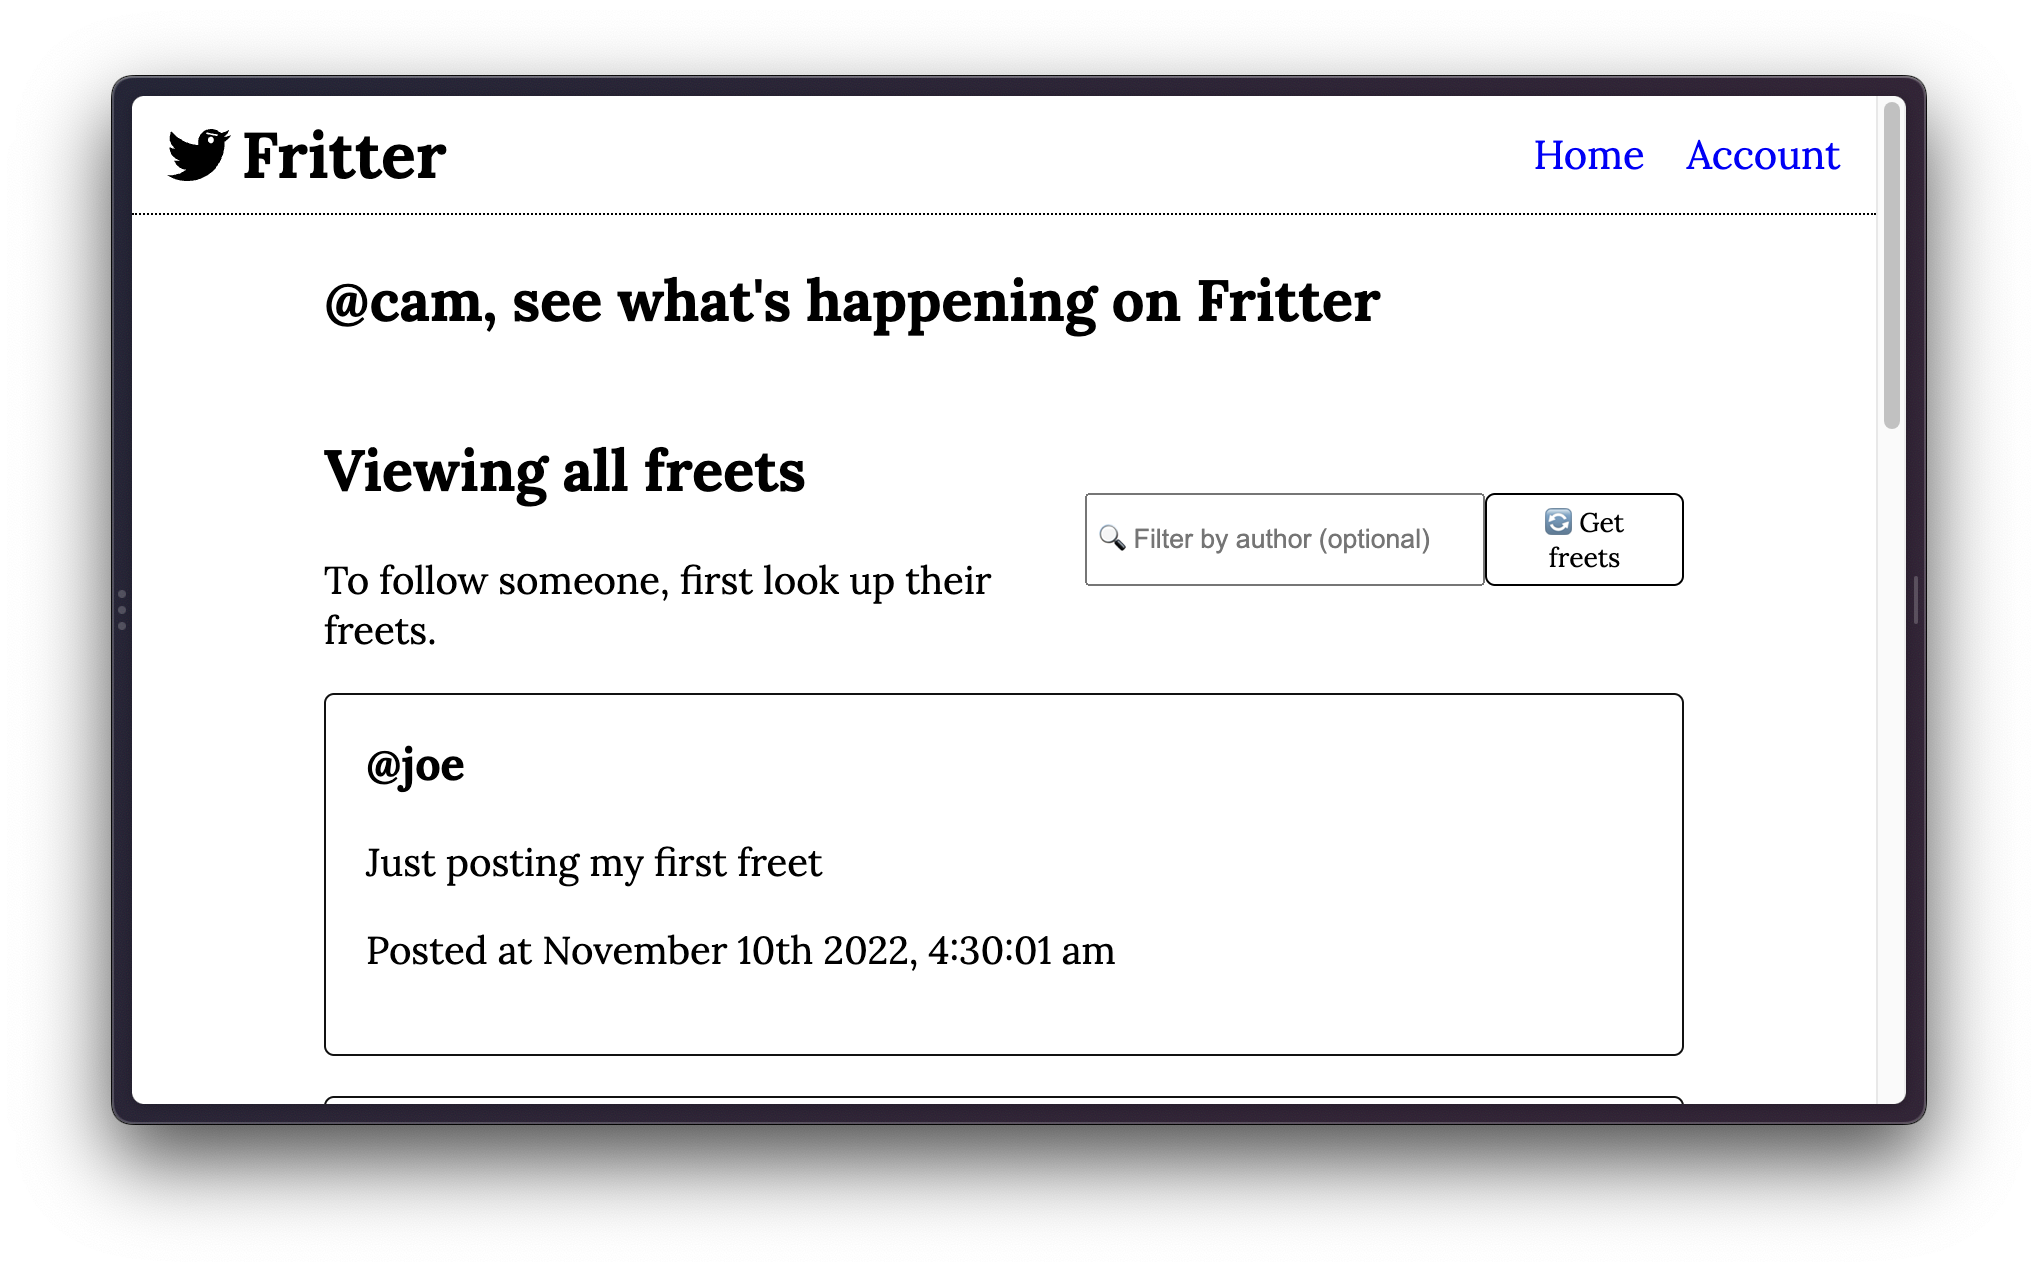 Fritter
Home Account
@cam, see what's happening on Fritter
Viewing all freets
🔍 Filter by author (optional)
🔄 Get
freets
To follow someone, first look up their
freets.
@joe
Just posting my first freet
Posted at November 10th 2022, 4:30:01 am